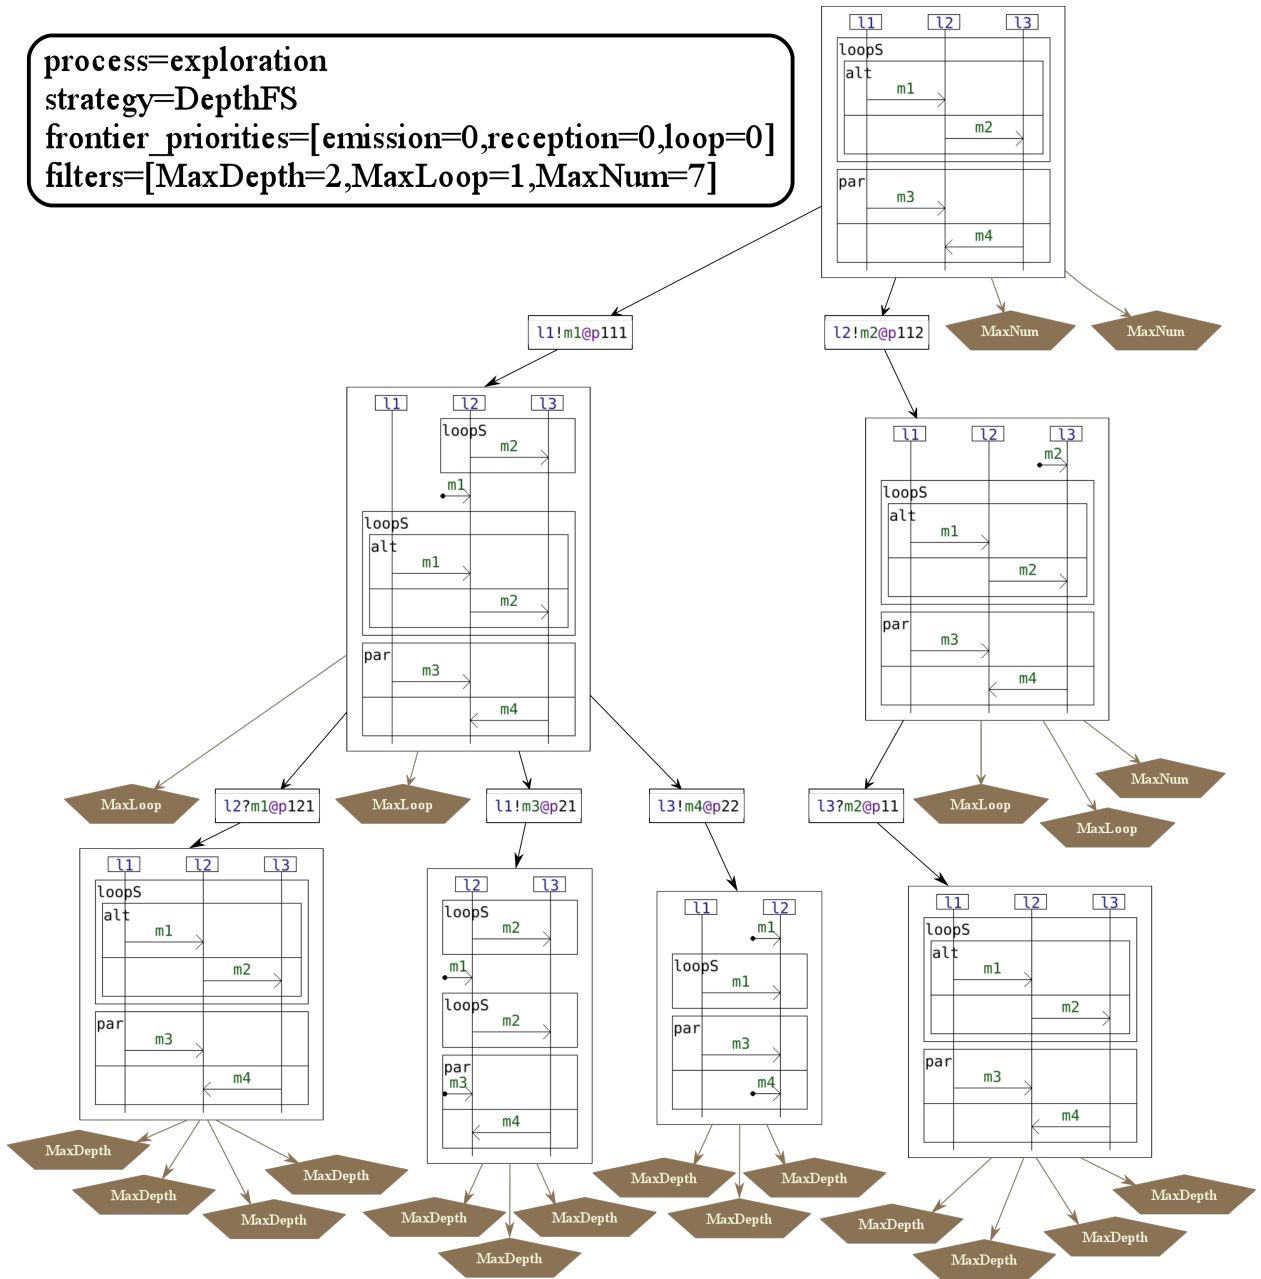 process=exploration
strategy=DepthFS
frontier_priorities=[emission=0,reception=0,loop=0]
filters=[MaxDepth=2,MaxLoop=1,MaxNum=7]
l1 l2 l3
loopS
alt
m1
m2
par
m3
m4
l1!m1@p111
l2!m2@p112
MaxNum
MaxNum
l1 l2 l3
loopS
m2
m1
loopS
alt
m1
m2
par
m3
m4
l1 l2 l3
m2
loopS
alt
m1
m2
par
m3
m4
MaxLoop
l2?m1@p121
MaxLoop
l1!m3@p21
l3!m4@p22
l3?m2@p11
MaxLoop
MaxLoop
MaxNum
l1 l2 l3
loopS
alt
m1
m2
par
m3
m4
l2 l3
loopS
m2
m1
loopS
m2
par
m3
m4
l1 l2
m1
loopS
m1
par
m3
m4
l1 l2 l3
loopS
alt
m1
m2
par
m3
m4
MaxDepth
MaxDepth
MaxDepth
MaxDepth
MaxDepth
MaxDepth
MaxDepth
MaxDepth
MaxDepth
MaxDepth
MaxDepth
MaxDepth
MaxDepth
MaxDepth